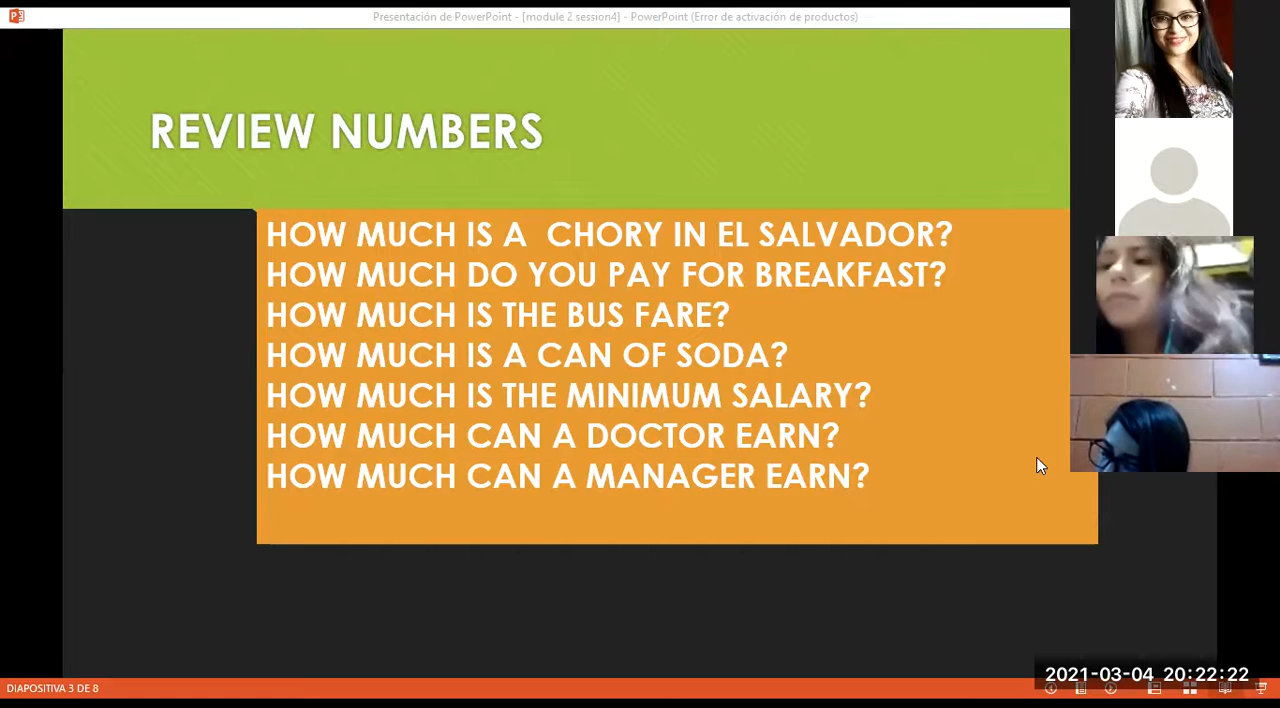 Presentación de PowerPoint - [module 2 session4] - PowerPoint (Error de activación de productos)
REVIEW NUMBERS
HOW MUCH IS A  CHORY IN EL SALVADOR?
HOW MUCH DO YOU PAY FOR BREAKFAST?
HOW MUCH IS THE BUS FARE?
HOW MUCH IS A CAN OF SODA?
HOW MUCH IS THE MINIMUM SALARY?
HOW MUCH CAN A DOCTOR EARN?
HOW MUCH CAN A MANAGER EARN?
2021-03-04 20:22:22
DIAPOSITIVA 3 DE 8